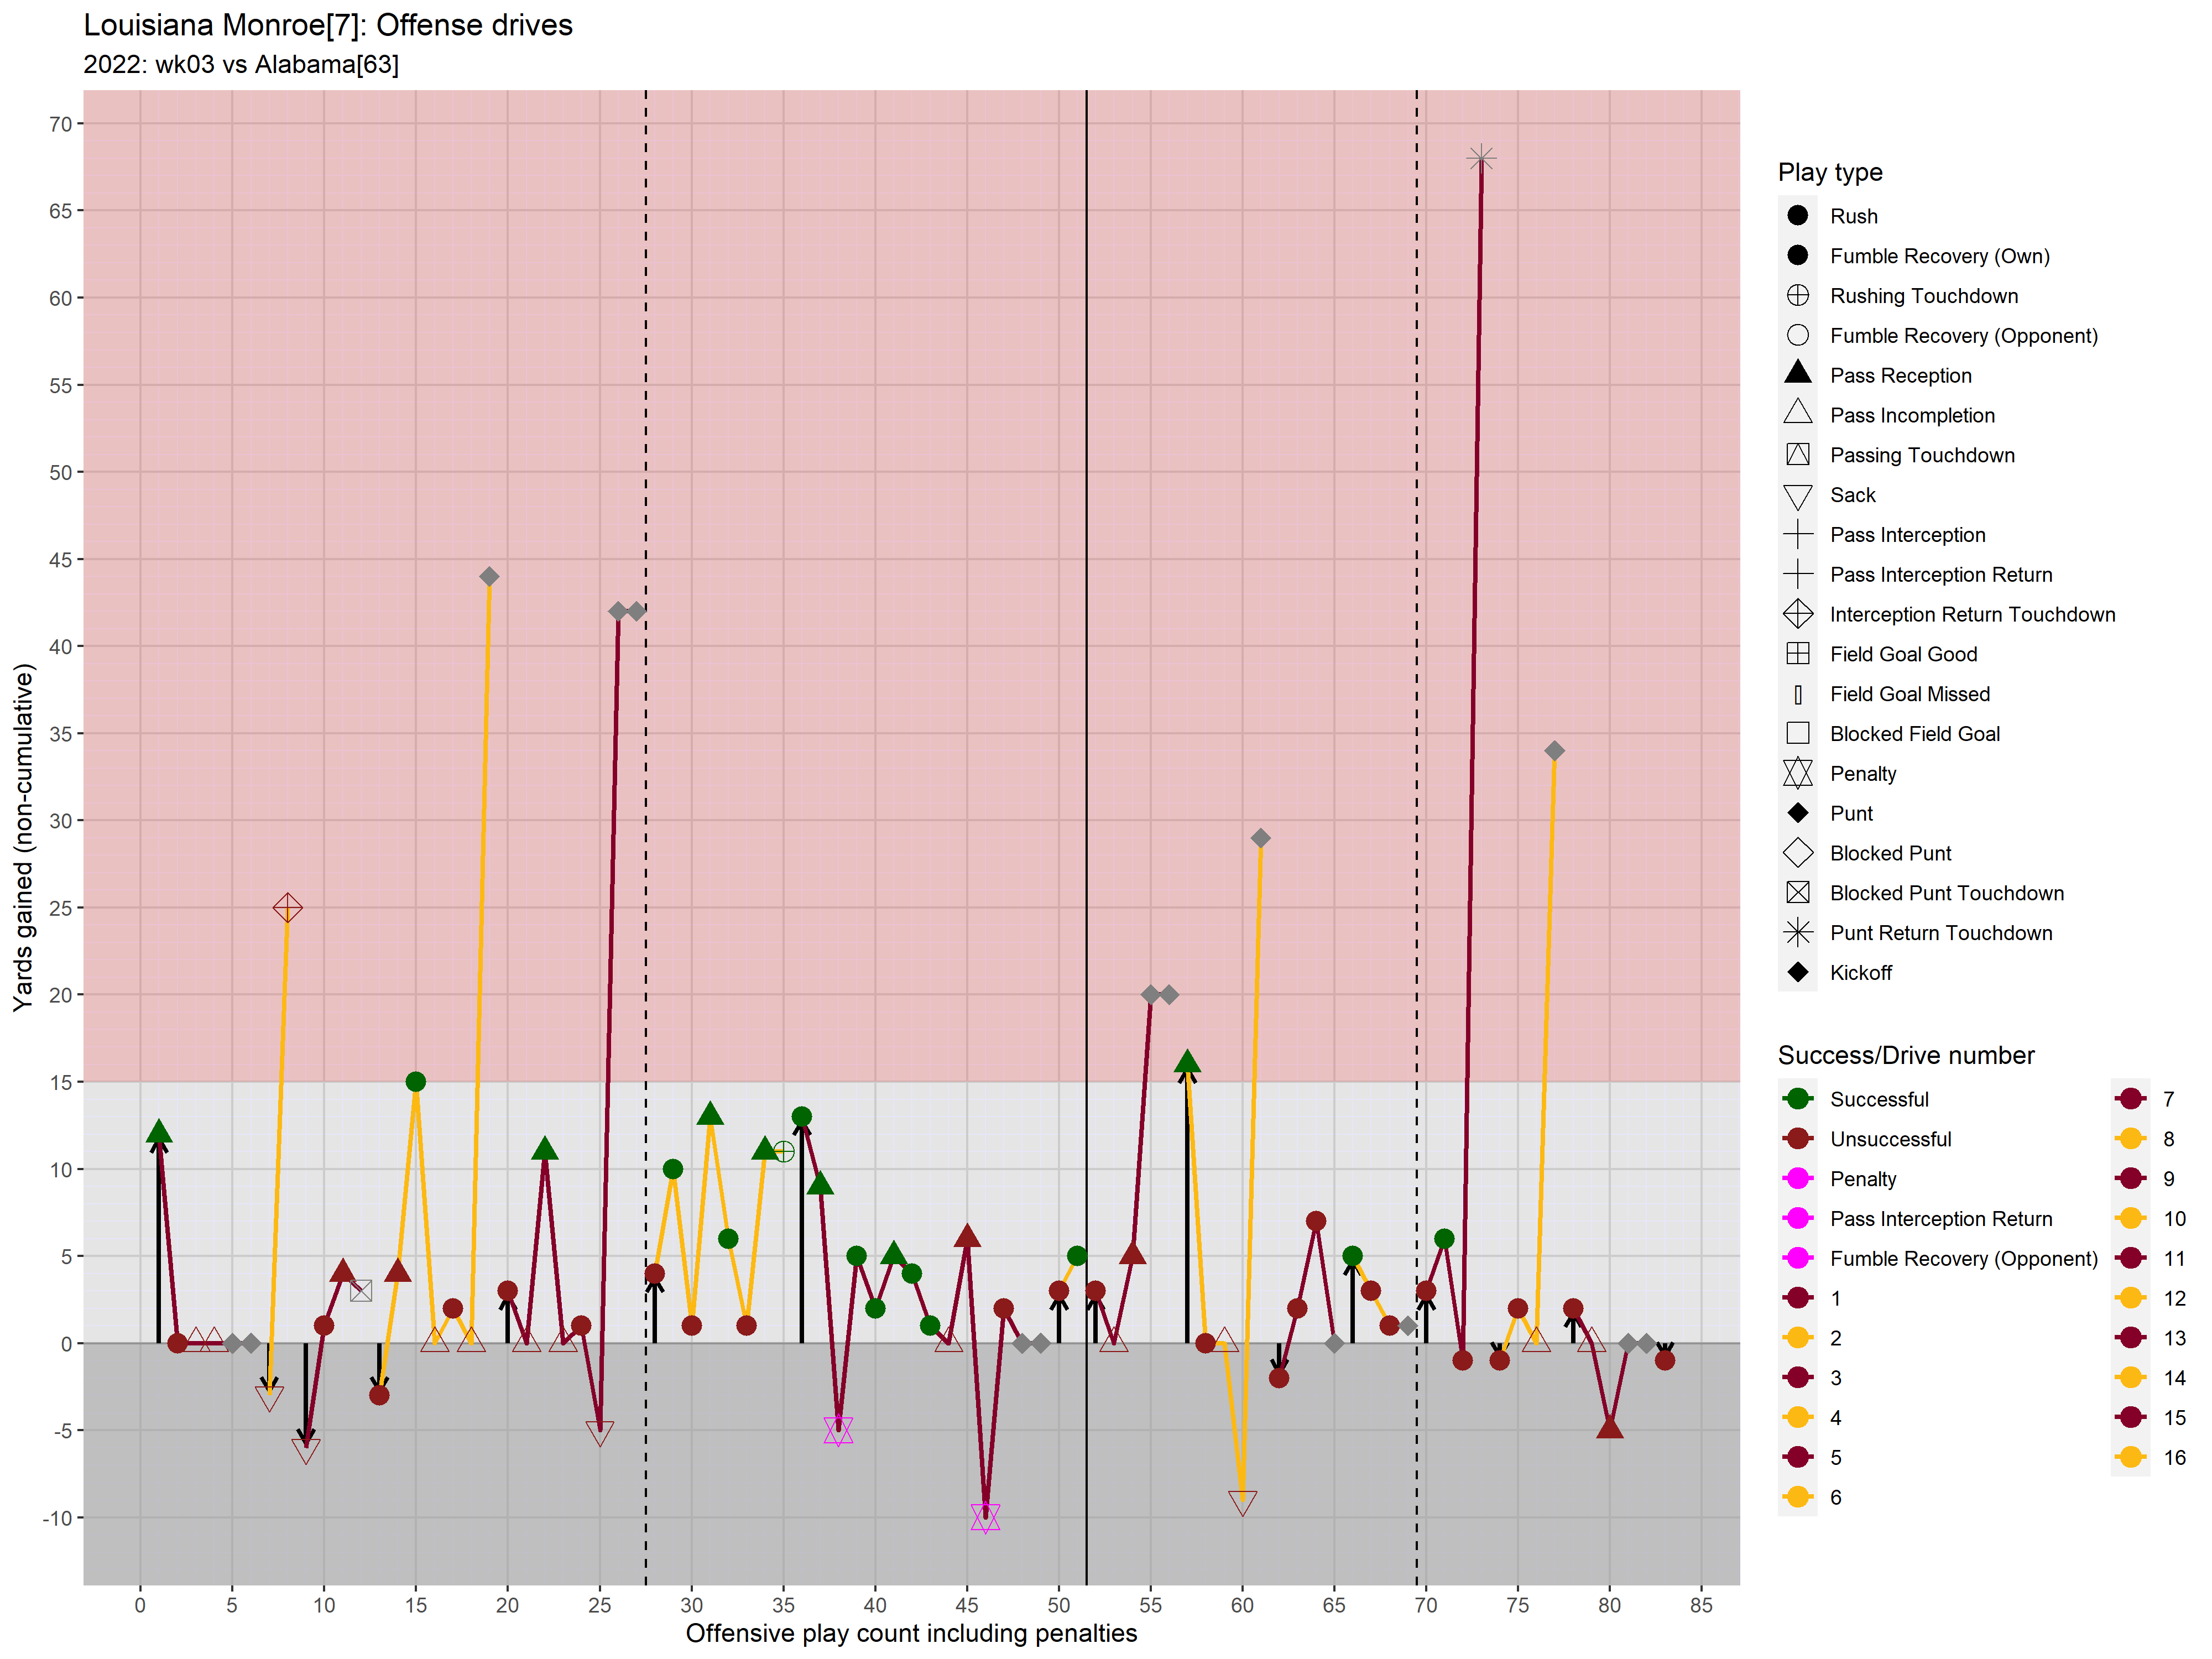 Louisiana Monroe[7]: Offense drives
2022: wk03 vs Alabama[63]
Yards gained (non-cumulative)
70
65
60
55
50
45
40
35
30
25
20
15
10
5
0
-5
-10
0 5 10 15 20 25 30 35 40 45 50 55 60 65 70 75 80 85
Offensive play count including penalties
Play type
Rush
Fumble Recovery (Own)
Rushing Touchdown
Fumble Recovery (Opponent)
Pass Reception
Pass Incompletion
Passing Touchdown
Sack
Pass Interception
Pass Interception Return
Interception Return Touchdown
Field Goal Good
Field Goal Missed
Blocked Field Goal
Penalty
Punt
Blocked Punt
Blocked Punt Touchdown
Punt Return Touchdown
Kickoff
Success/Drive number
Successful
Unsuccessful
Penalty
Pass Interception Return
Fumble Recovery (Opponent)
1
2
3
4
5
6
7
8
9
10
11
12
13
14
15
16